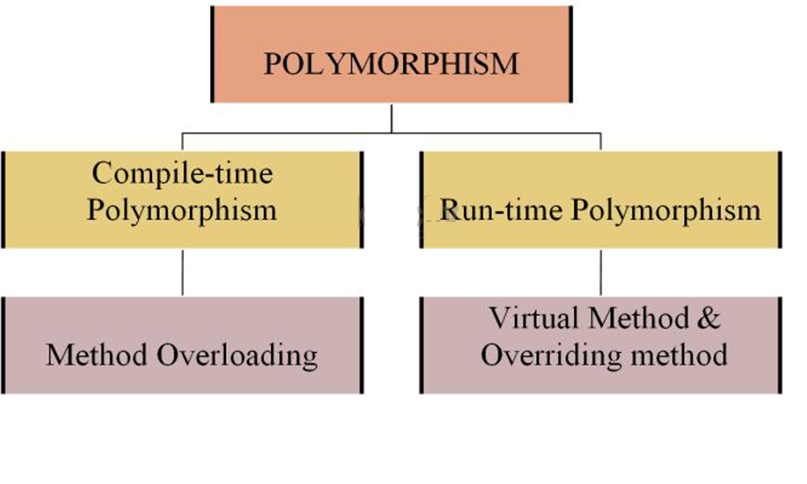 POLYMORPHISM
Compile-time
Polymorphism
Run-time Polymorphism
Method Overloading
Virtual Method &
Overriding method